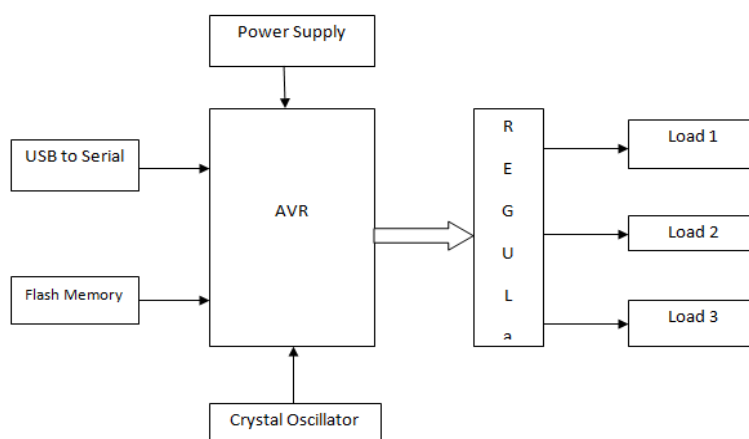 Power Supply
USB to Serial
AVR
Flash Memory
Crystal Oscillator
R
E
G
U
L
a
Load 1
Load 2
Load 3